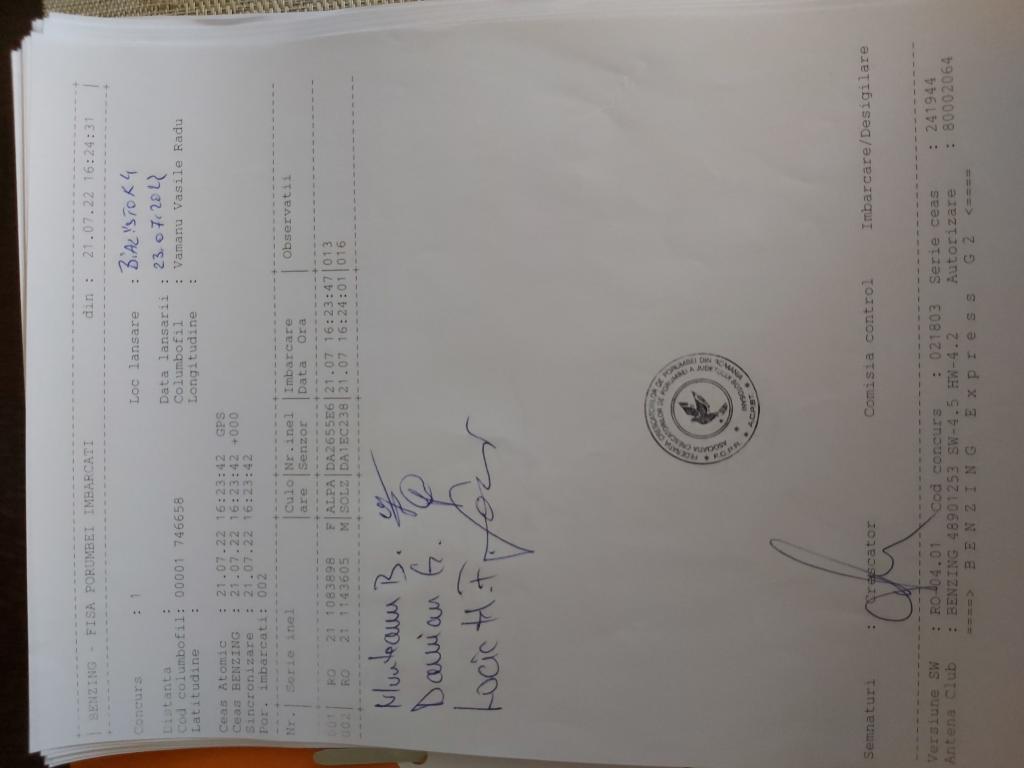 BENZING - FISA PORUMBEI IMBARCATI din : 21.07.22 16:24:31
Concurs : 1 Loc lansare : BIALYSTOK 4
Distanta : Data lansarii : 23.07.2022
Cod columbofil: 00001 746658 Columbofil : Vamanu Vasile Radu
Latitudine : Longitudine :
Ceas Atomic : 21.07.22 16:23:42 GPS
Ceas BENZING : 21.07.22 16:23:42 +000
Sincronizare : 21.07.22 16:23:42
Por. imbarcati: 002
Nr.| Serie inel |Culo|Nr.inel |Imbarcare | Observatii
|are |Senzor |Data Ora |
001| RO 21 1083898 F|ALPA|DA2655E6|21.07 16:23:47|013
002| RO 21 1143605 M|SOLZ|DA1EC238|21.07 16:24:01|016
Munteanu B.
Damian G.
A.C.P.BT.
F.C.P.R.
Semnaturi : Crescator Comisia control Imbarcare/Desigilare
Versiune SW : RO-04.01 Cod concurs : 021803 Serie ceas : 241944
Antena Club : BENZING 48901253 SW-4.5 HW-4.2 Autorizare : 80002064
====> B E N Z I N G E x p r e s s G 2 <====